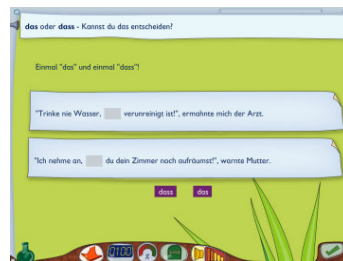 das oder dass - Kannst du das entscheiden?
Einmal "das" und einmal "dass"!
"Trinke nie Wasser, verunreinigt ist!", ermahnte mich der Arzt.
"Ich nehme an, du dein Zimmer noch aufräumst!", warnte Mutter.
dass das
0100